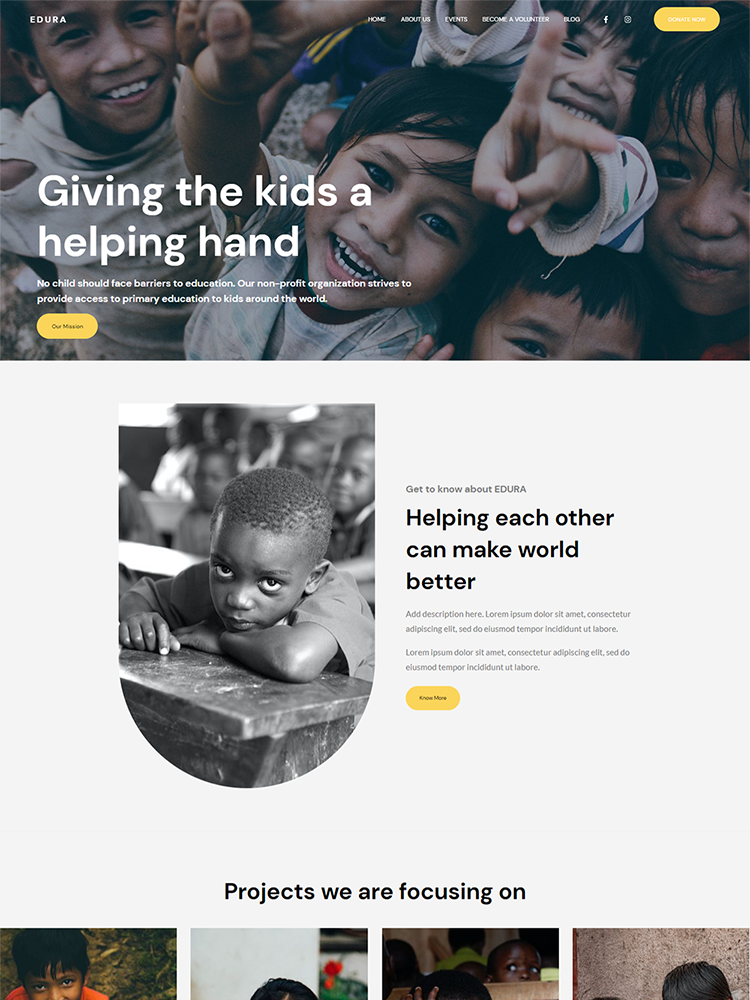 EDURA
HOME ABOUT US EVENTS BECOME A VOLUNTEER BLOG DONATE NOW
Giving the kids a
helping hand
No child should face barriers to education. Our non-profit organization strives to
provide access to primary education to kids around the world.
Our Mission
Get to know about EDURA
Helping each other
can make world
better
Add description here. Lorem ipsum dolor sit amet, consectetur
adipiscing elit, sed do eiusmod tempor incididunt ut labore.
Lorem ipsum dolor sit amet, consectetur adipiscing elit, sed do
eiusmod tempor incididunt ut labore.
Know More
Projects we are focusing on